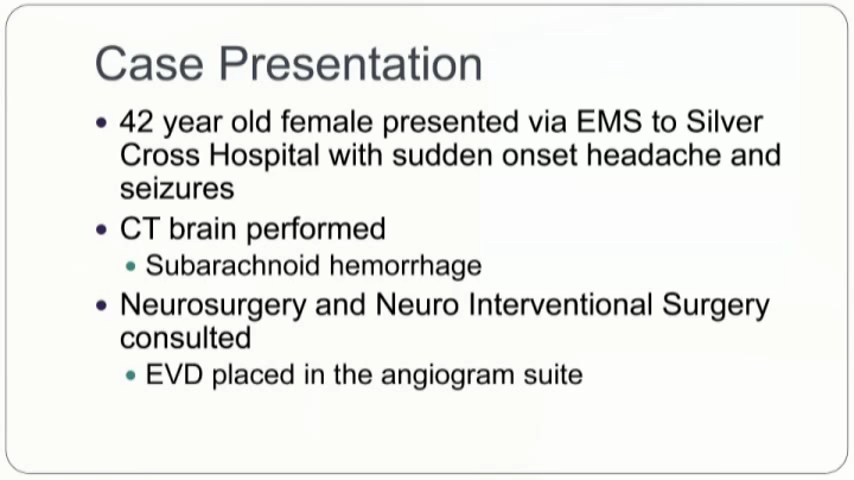 Case Presentation
• 42 year old female presented via EMS to Silver
Cross Hospital with sudden onset headache and
seizures
• CT brain performed
• Subarachnoid hemorrhage
• Neurosurgery and Neuro Interventional Surgery
consulted
• EVD placed in the angiogram suite